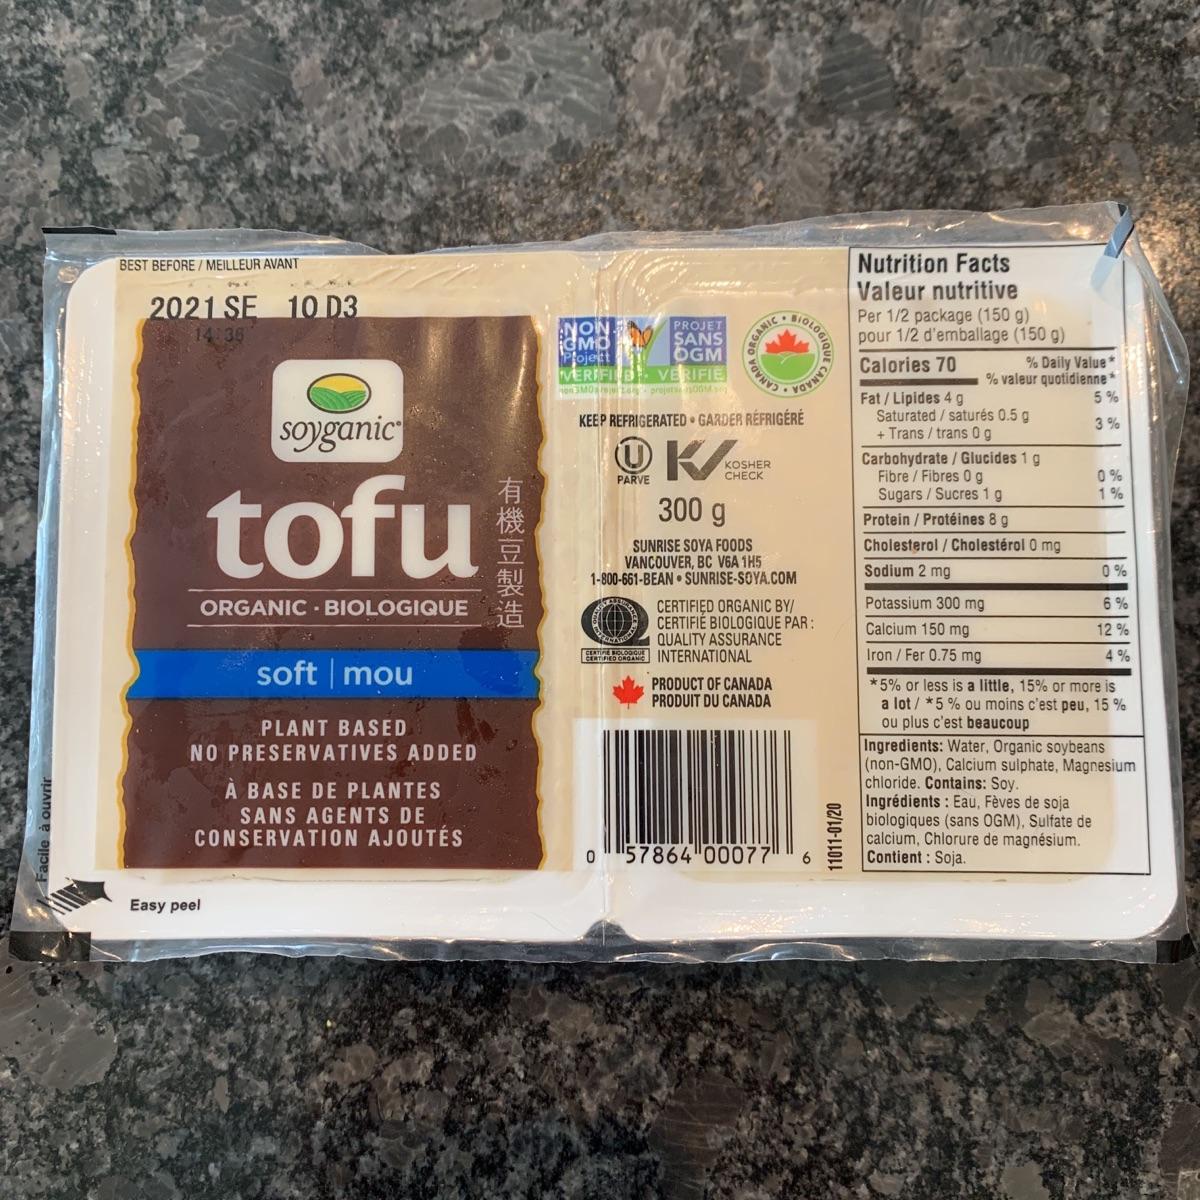 BEST BEFORE / MEILLEUR AVANT
2021 SE 10 D3
14:36
soyganic
tofu
有機豆製造
ORGANIC · BIOLOGIQUE
soft | mou
PLANT BASED
NO PRESERVATIVES ADDED
À BASE DE PLANTES
SANS AGENTS DE
CONSERVATION AJOUTÉS
Facile à ouvrir
Easy peel
NON
GMO
Project
VERIFIED
PROJET
SANS
OGM
VÉRIFIÉ
CANADA ORGANIC • BIOLOGIQUE CANADA •
KEEP REFRIGERATED • GARDER RÉFRIGÉRÉ
U
PARVE
KV
KOSHER
CHECK
300 g
SUNRISE SOYA FOODS
VANCOUVER, BC V6A 1H5
1-800-661-BEAN • SUNRISE-SOYA.COM
QUALITY ASSURANCE
INTERNATIONAL
CERTIFIÉ BIOLOGIQUE
CERTIFIED ORGANIC
CERTIFIED ORGANIC BY/
CERTIFIÉ BIOLOGIQUE PAR :
QUALITY ASSURANCE
INTERNATIONAL
PRODUCT OF CANADA
PRODUIT DU CANADA
0 57864 00077 6
11011-01/20
Nutrition Facts
Valeur nutritive
Per 1/2 package (150 g)
pour 1/2 d'emballage (150 g)
Calories 70
% Daily Value*
% valeur quotidienne*
Fat / Lipides 4 g 5 %
Saturated / saturés 0.5 g
+ Trans / trans 0 g 3 %
Carbohydrate / Glucides 1 g
Fibre / Fibres 0 g 0 %
Sugars / Sucres 1 g 1 %
Protein / Protéines 8 g
Cholesterol / Cholestérol 0 mg
Sodium 2 mg 0 %
Potassium 300 mg 6 %
Calcium 150 mg 12 %
Iron / Fer 0.75 mg 4 %
*5% or less is a little, 15% or more is
a lot / *5 % ou moins c'est peu, 15 %
ou plus c'est beaucoup
Ingredients: Water, Organic soybeans
(non-GMO), Calcium sulphate, Magnesium
chloride. Contains: Soy.
Ingrédients : Eau, Fèves de soja
biologiques (sans OGM), Sulfate de
calcium, Chlorure de magnésium.
Contient : Soja.